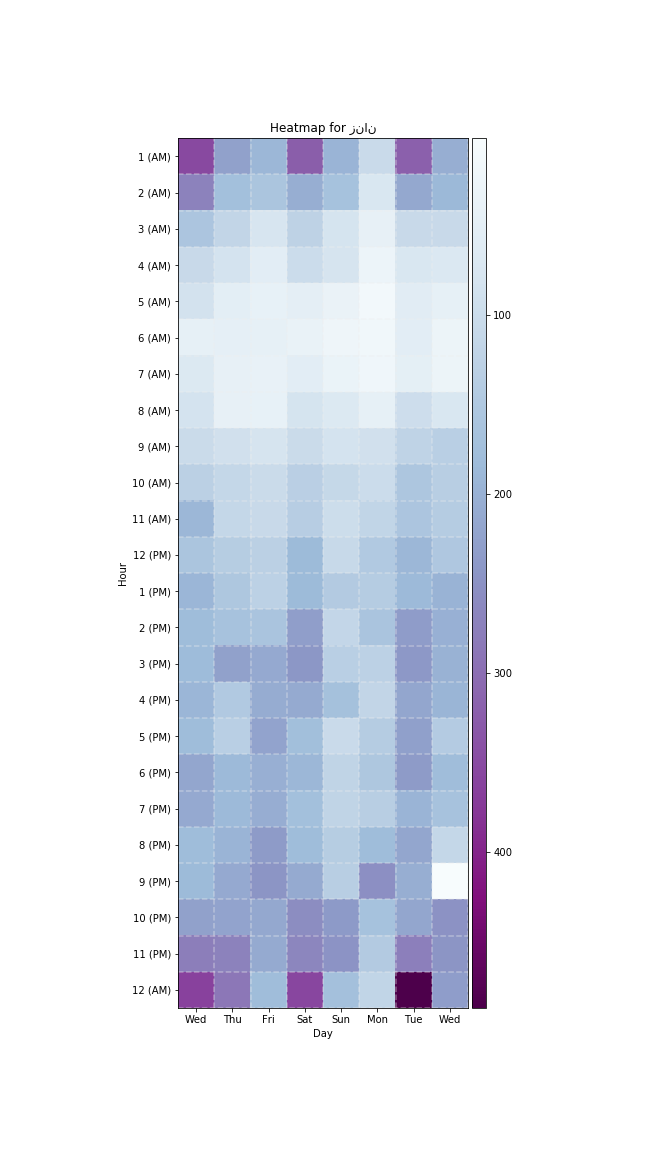 Heatmap for زنان
1 (AM)
2 (AM)
3 (AM)
4 (AM)
5 (AM)
6 (AM)
7 (AM)
8 (AM)
9 (AM)
10 (AM)
11 (AM)
12 (PM)
1 (PM)
2 (PM)
3 (PM)
4 (PM)
5 (PM)
6 (PM)
7 (PM)
8 (PM)
9 (PM)
10 (PM)
11 (PM)
12 (AM)
Hour
Wed Thu Fri Sat Sun Mon Tue Wed
Day
100
200
300
400